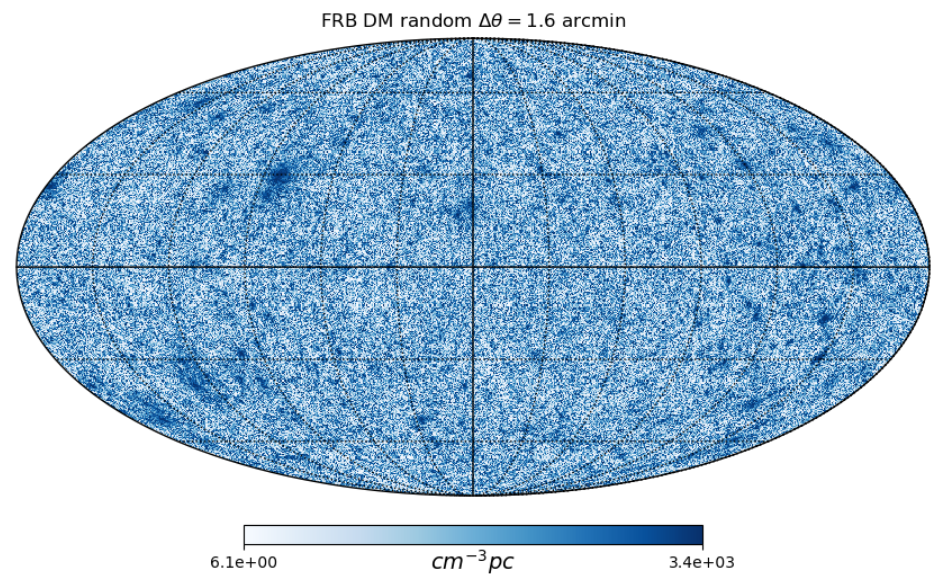 FRB DM random Δθ = 1.6 arcmin
6.1e+00 cm⁻³pc 3.4e+03